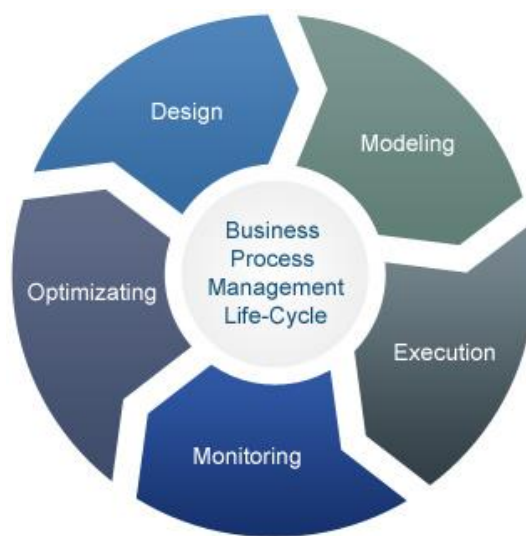 Design
Modeling
Business
Process
Management
Life-Cycle
Optimizating
Execution
Monitoring